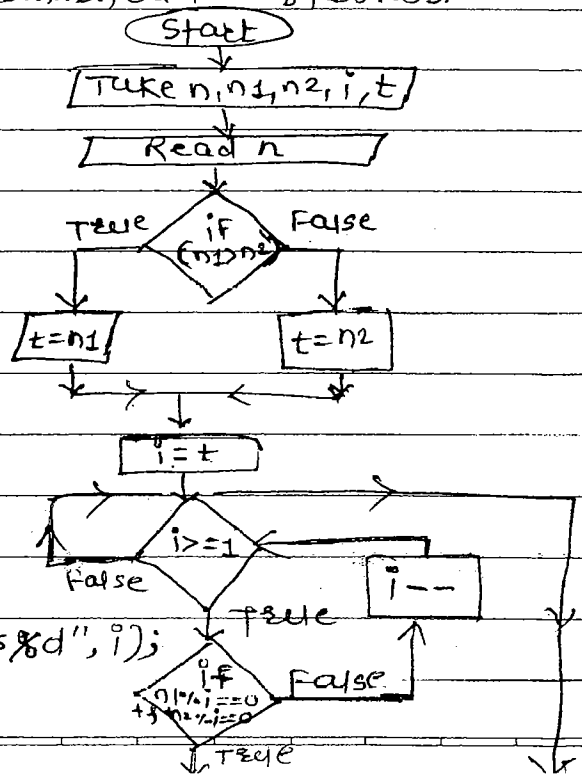 Start
Take n, n1, n2, i, t
Read n
True
if
(n1>n2)
False
t=n1
t=n2
i = t
i>=1
False
i--
True
%d", i);
if
n1%i==0
n2%i==0
False
True